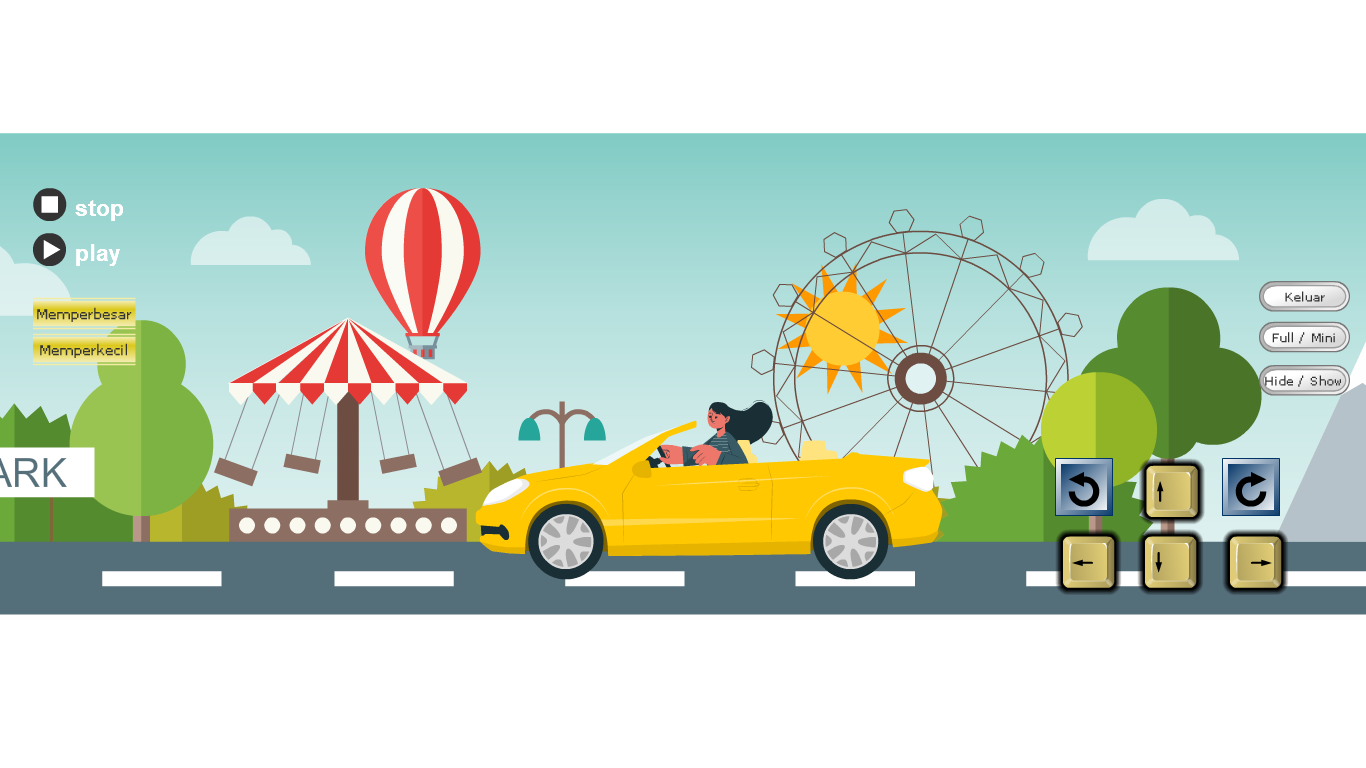 stop
play
Memperbesar
Memperkecil
ARK
Keluar
Full / Mini
Hide / Show